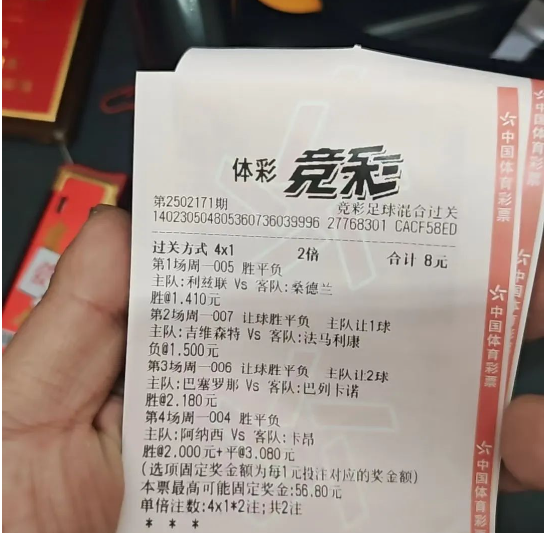 体彩 竞彩
第2502171期 竞彩足球混合过关
140230504805360736039996 27768301 CACF58ED
过关方式 4x1 2倍 合计 8元
第1场周一005 胜平负
主队:利兹联 Vs 客队:桑德兰
胜@1.410元
第2场周一007 让球胜平负 主队让1球
主队:吉维森特 Vs 客队:法马利康
负@1.500元
第3场周一006 让球胜平负 主队让2球
主队:巴塞罗那 Vs 客队:巴列卡诺
胜@2.180元
第4场周一004 胜平负
主队:阿纳西 Vs 客队:卡昂
胜@2.000元+平@3.080元
(选项固定奖金额为每1元投注对应的奖金额)
本票最高可能固定奖金:56.80元
单倍注数:4x1*2注;共2注
* * *
中国体育彩票
中国体育彩票
中国体育彩票
中国体育彩票
中国体育彩票